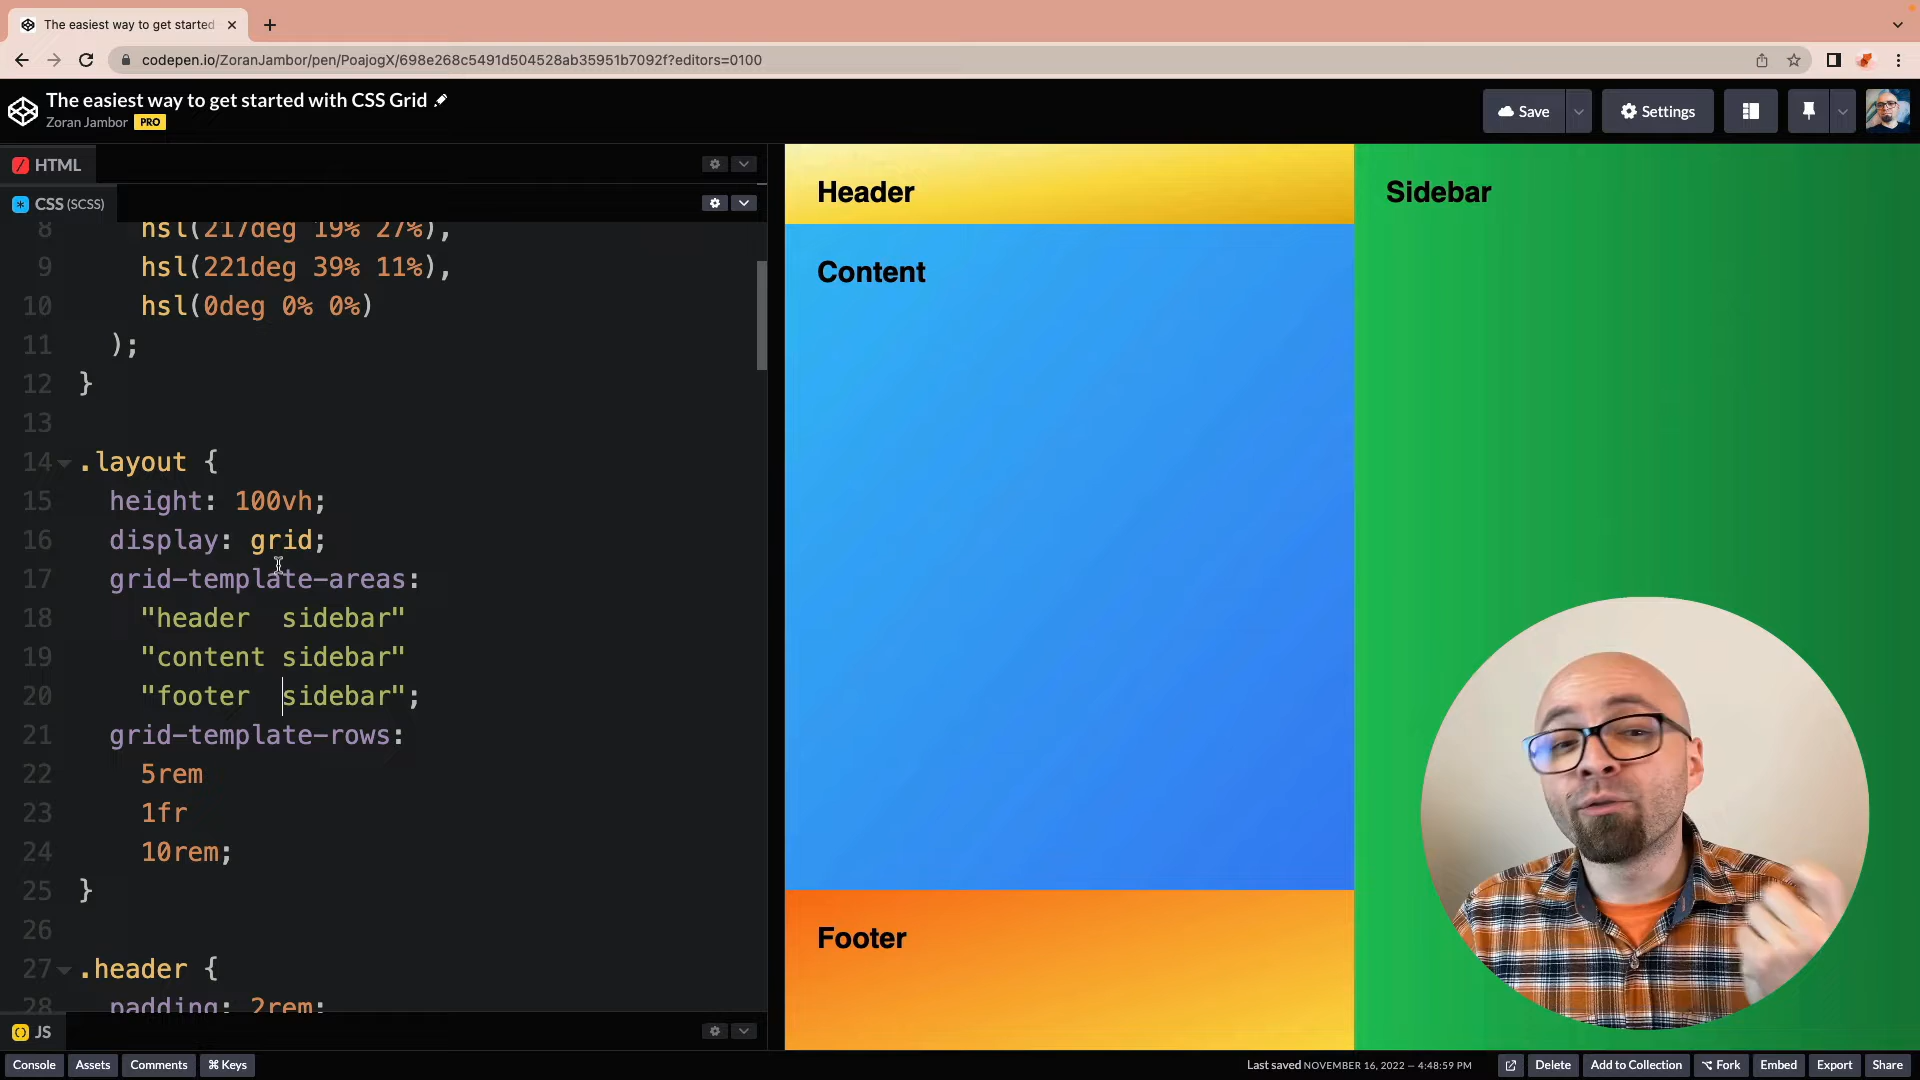 The easiest way to get started
codepen.io/ZoranJambor/pen/PoajogX/698e268c5491d504528ab35951b7092f?editors=0100
The easiest way to get started with CSS Grid
Zoran Jambor PRO
Save
Settings
HTML
CSS (SCSS)
8 hsl(217deg 19% 27%),
9 hsl(221deg 39% 11%),
10 hsl(0deg 0% 0%)
11 );
12 }
13
14 .layout {
15 height: 100vh;
16 display: grid;
17 grid-template-areas:
18 "header  sidebar"
19 "content sidebar"
20 "footer  sidebar";
21 grid-template-rows:
22 5rem
23 1fr
24 10rem;
25 }
26
27 .header {
28 padding: 2rem;
JS
Header
Content
Footer
Sidebar
Console
Assets
Comments
⌘ Keys
Last saved NOVEMBER 16, 2022 — 4:48:59 PM
Delete
Add to Collection
⌥ Fork
Embed
Export
Share